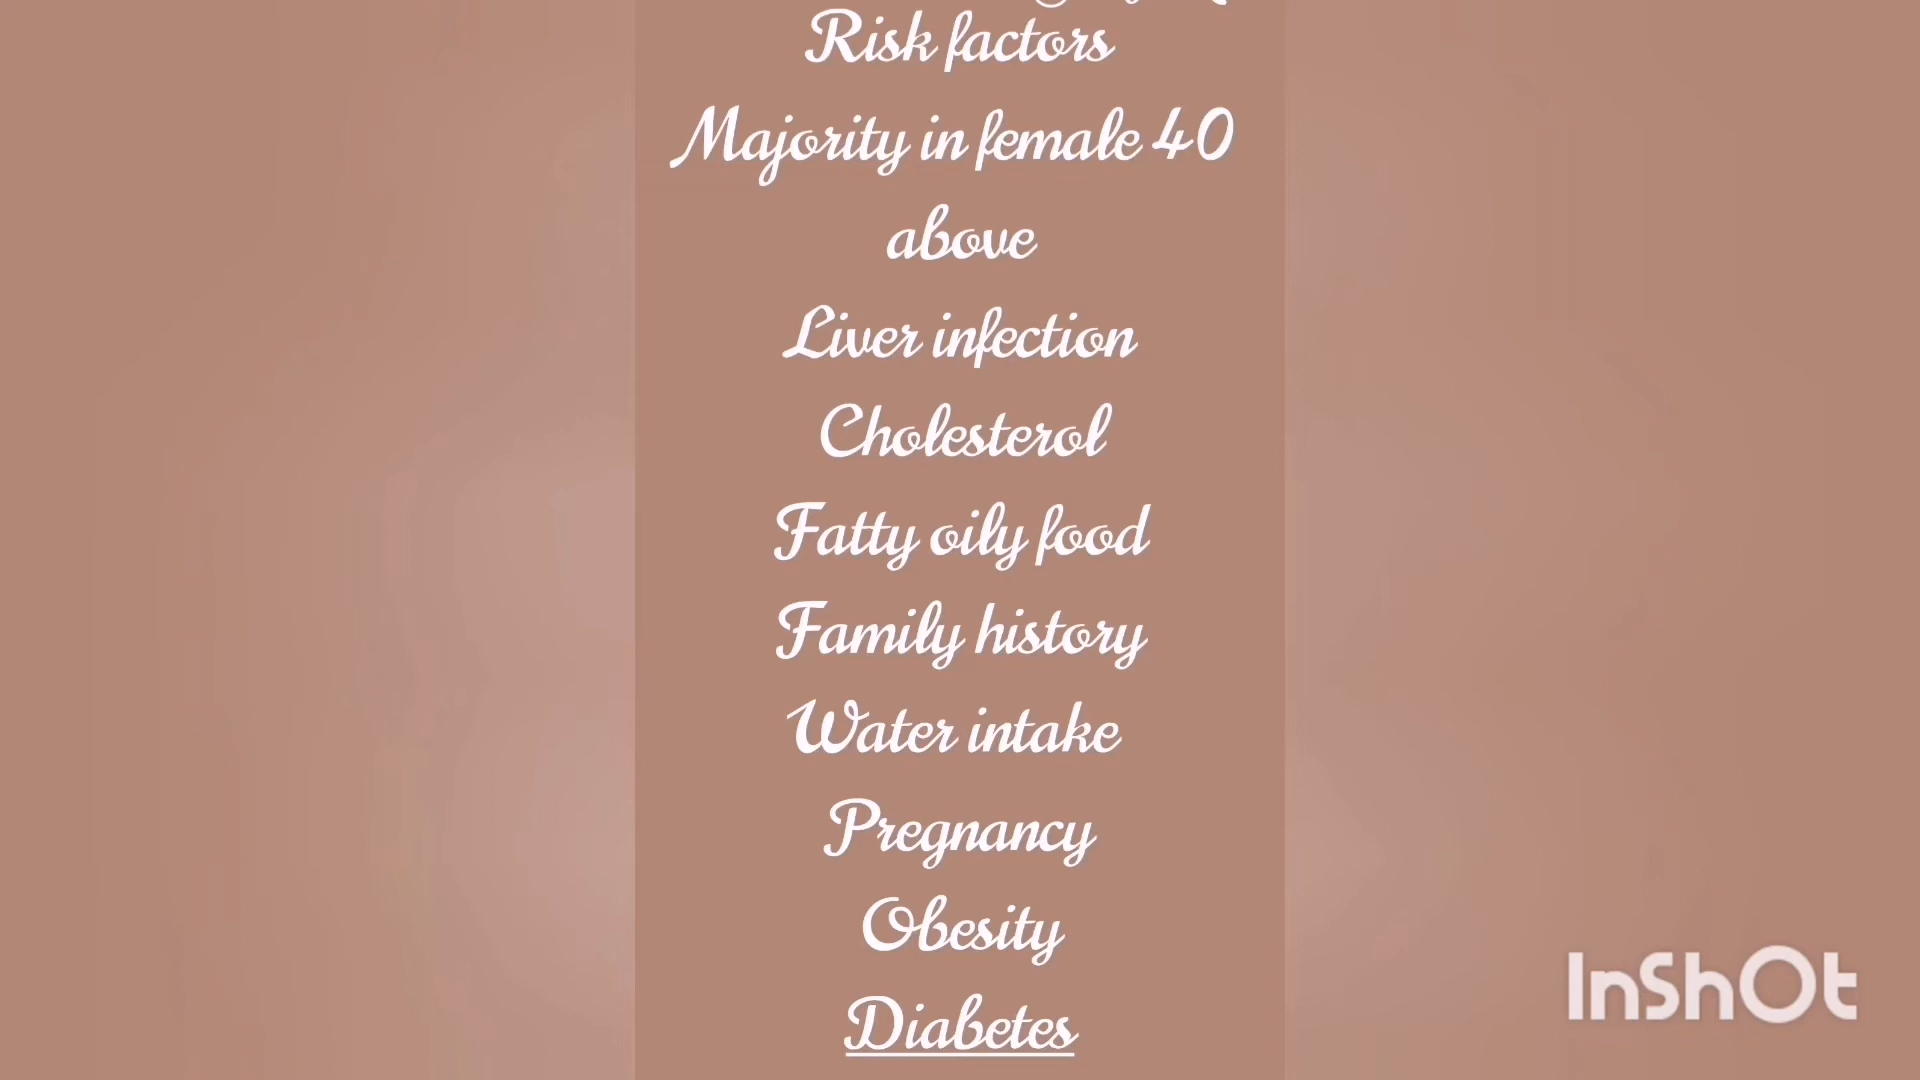 Risk factors
Majority in female 40
above
Liver infection
Cholesterol
Fatty oily food
Family history
Water intake
Pregnancy
Obesity
Diabetes
InShOt